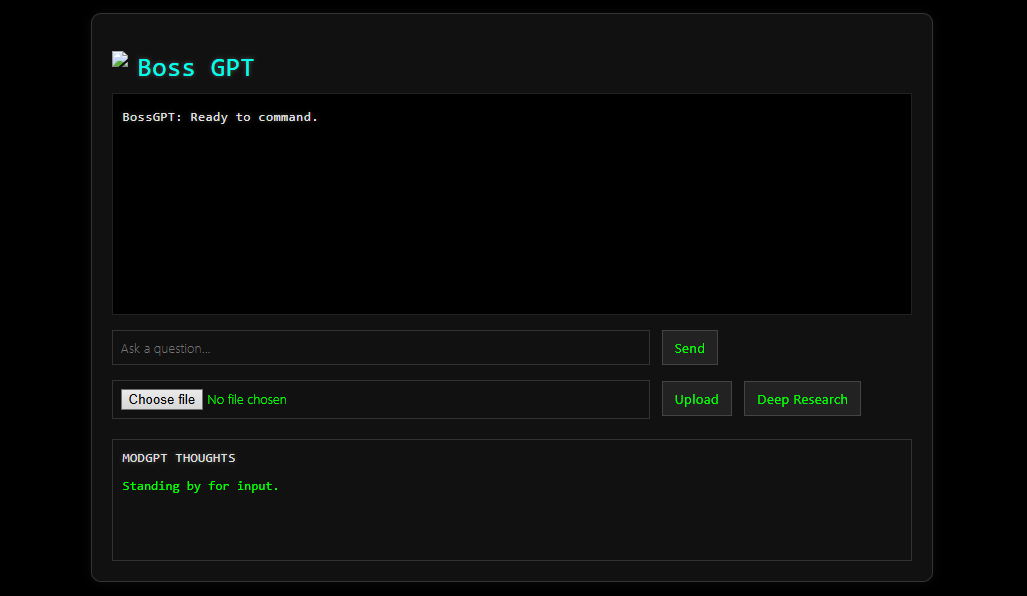 Boss GPT
BossGPT: Ready to command.
Ask a question...
Send
Choose file No file chosen
Upload
Deep Research
MODGPT THOUGHTS
Standing by for input.